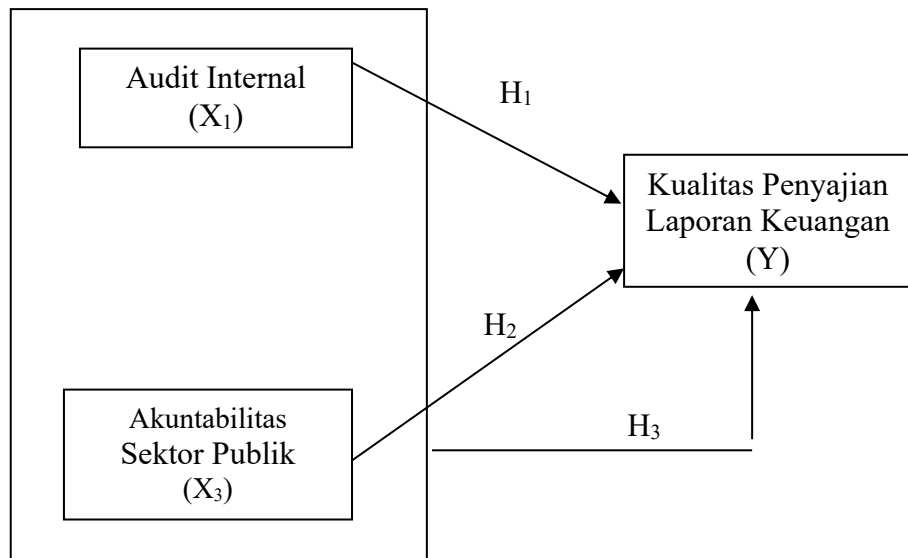 Audit Internal
(X₁)
H₁
Kualitas Penyajian
Laporan Keuangan
(Y)
H₂
Akuntabilitas
Sektor Publik
(X₃)
H₃